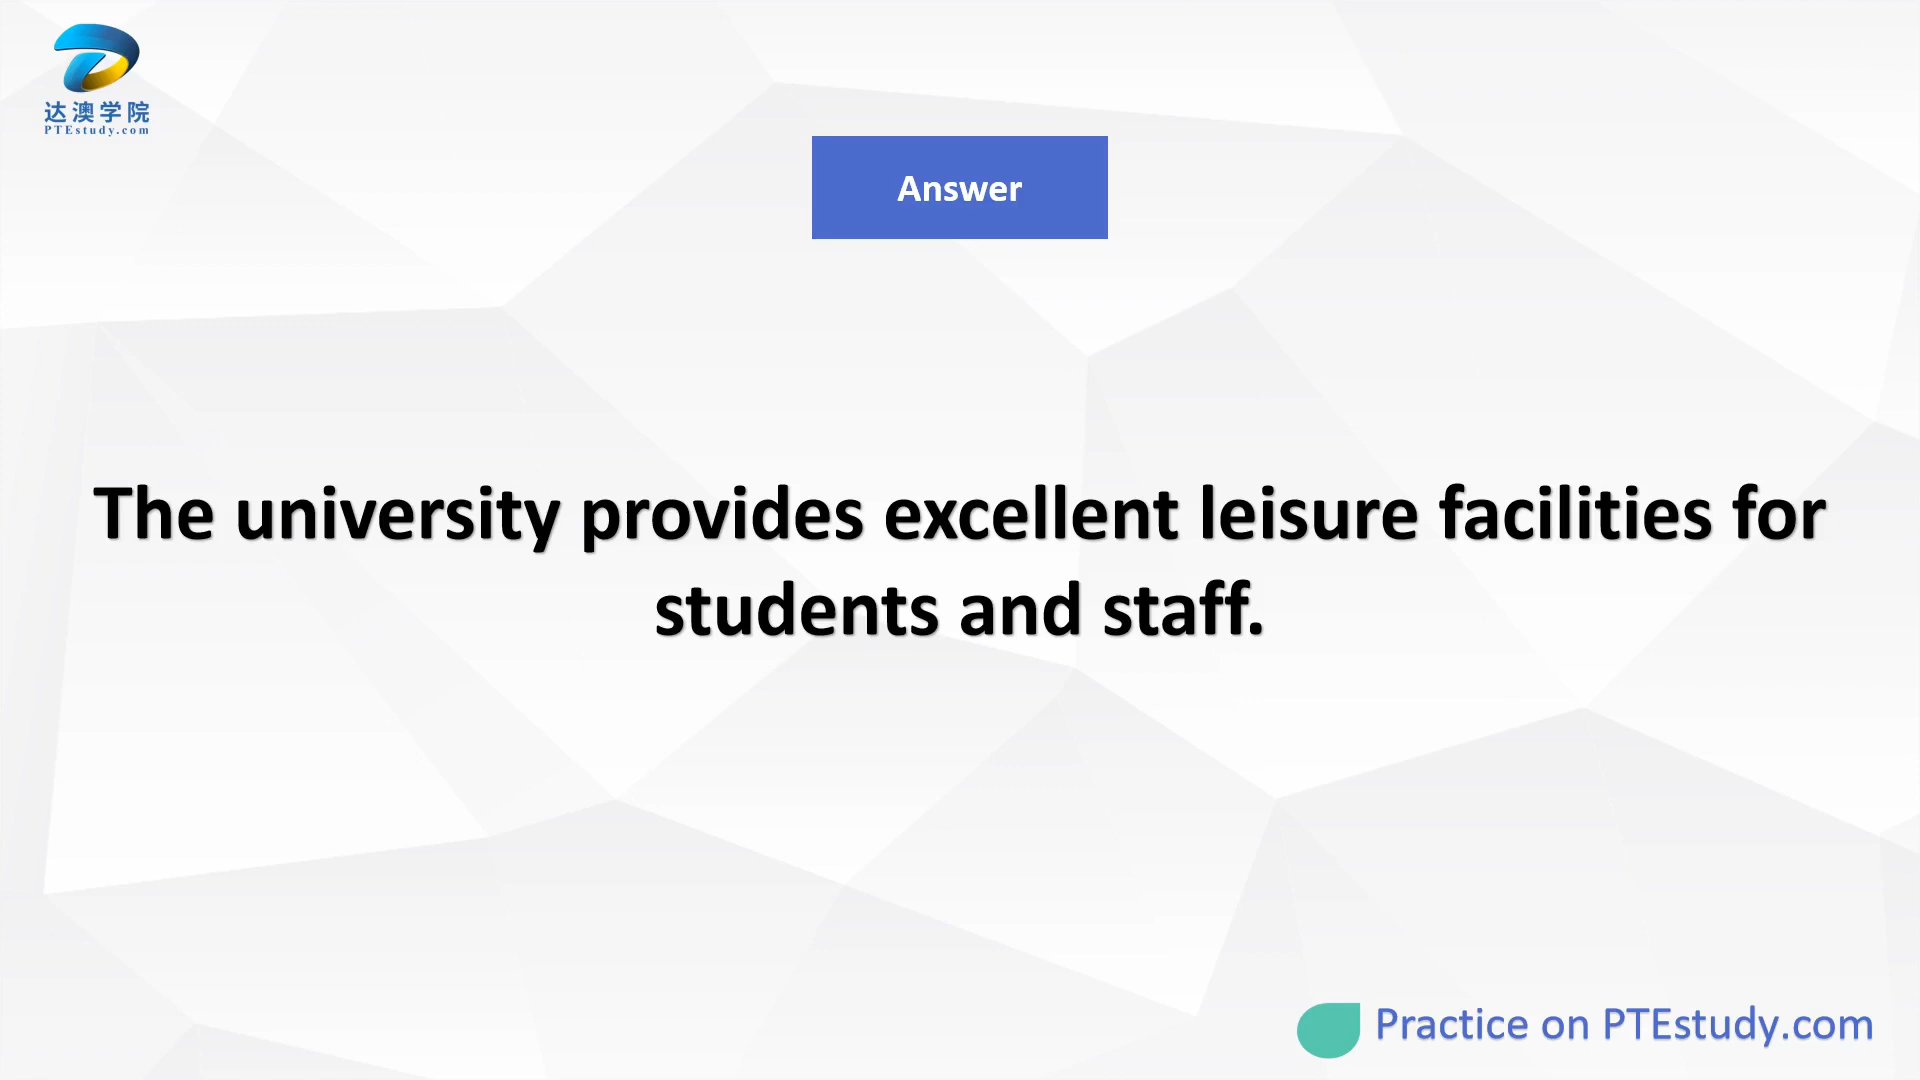 达澳学院
PTEstudy.com
Answer
The university provides excellent leisure facilities for
students and staff.
Practice on PTEstudy.com